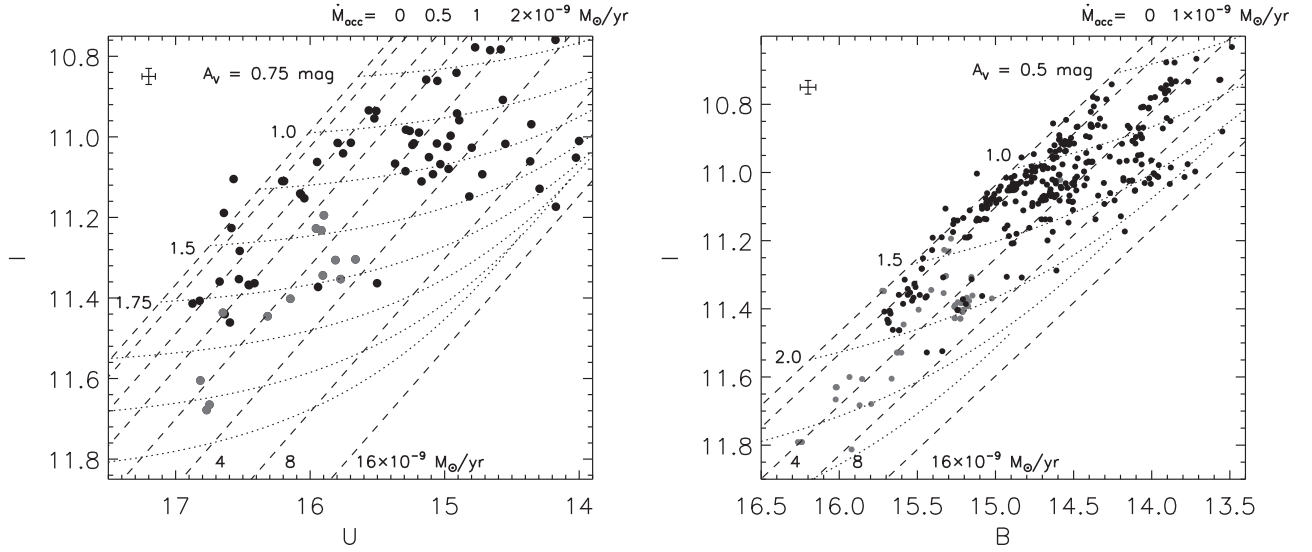 Ṁacc= 0 0.5 1 2×10⁻⁹ M⊙/yr
10.8
11.0
11.2
11.4
11.6
11.8
I
AV = 0.75 mag
1.0
1.5
1.75
4 8 16×10⁻⁹ M⊙/yr
17 16 15 14
U
Ṁacc= 0 1×10⁻⁹ M⊙/yr
10.8
11.0
11.2
11.4
11.6
11.8
I
AV = 0.5 mag
1.0
1.5
2.0
4 8 16×10⁻⁹ M⊙/yr
16.5 16.0 15.5 15.0 14.5 14.0 13.5
B